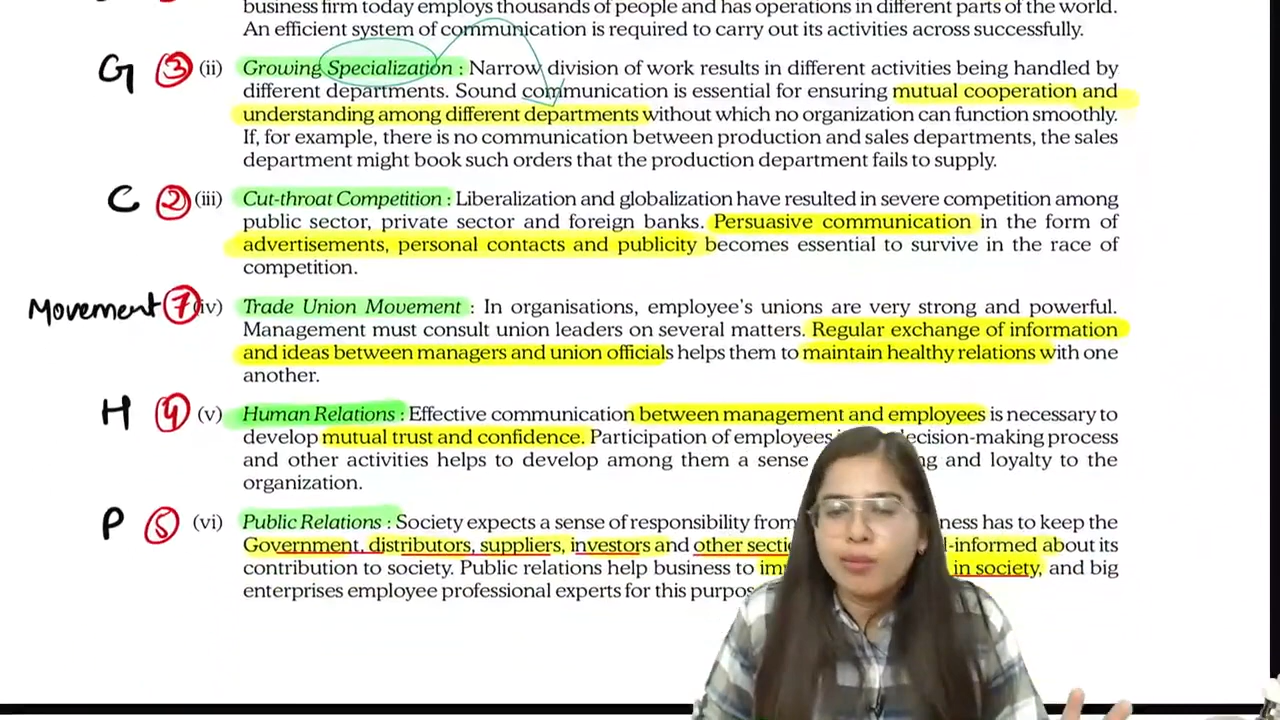 business firm today employs thousands of people and has operations in different parts of the world.
An efficient system of communication is required to carry out its activities across successfully.
G 3 (ii) Growing Specialization : Narrow division of work results in different activities being handled by
different departments. Sound communication is essential for ensuring mutual cooperation and
understanding among different departments without which no organization can function smoothly.
If, for example, there is no communication between production and sales departments, the sales
department might book such orders that the production department fails to supply.
C 2 (iii) Cut-throat Competition : Liberalization and globalization have resulted in severe competition among
public sector, private sector and foreign banks. Persuasive communication in the form of
advertisements, personal contacts and publicity becomes essential to survive in the race of
competition.
Movement 7 iv) Trade Union Movement : In organisations, employee's unions are very strong and powerful.
Management must consult union leaders on several matters. Regular exchange of information
and ideas between managers and union officials helps them to maintain healthy relations with one
another.
H 4 (v) Human Relations : Effective communication between management and employees is necessary to
develop mutual trust and confidence. Participation of employees decision-making process
and other activities helps to develop among them a sense and loyalty to the
organization.
P 5 (vi) Public Relations : Society expects a sense of responsibility from has to keep the
Government, distributors, suppliers, investors and other -informed about its
contribution to society. Public relations help business to in society, and big
enterprises employee professional experts for this